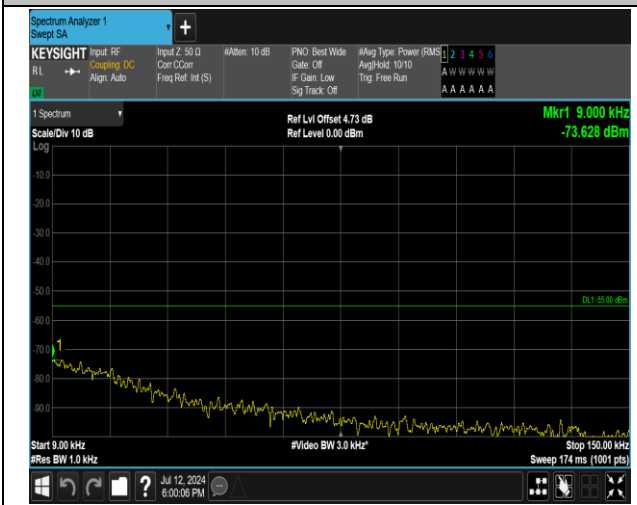 Spectrum Analyzer 1
Swept SA
+
KEYSIGHT Input: RF Input Z: 50 Ω #Atten: 10 dB PNO: Best Wide #Avg Type: Power (RMS 1 2 3 4 5 6
RL Coupling: DC Corr CCorr Gate: Off Avg|Hold: 10/10 A W W W W W
Align: Auto Freq Ref: Int (S) IF Gain: Low Trig: Free Run
Sig Track: Off A A A A A A
1 Spectrum Ref Lvl Offset 4.73 dB Mkr1 9.000 kHz
Scale/Div 10 dB Ref Level 0.00 dBm -73.628 dBm
Log
-10.0
-20.0
-30.0
-40.0
-50.0
DL1 -55.00 dBm
-60.0
-70.0 1
-80.0
-90.0
Start 9.00 kHz #Video BW 3.0 kHz* Stop 150.00 kHz
#Res BW 1.0 kHz Sweep 174 ms (1001 pts)
? Jul 12, 2024
6:00:06 PM